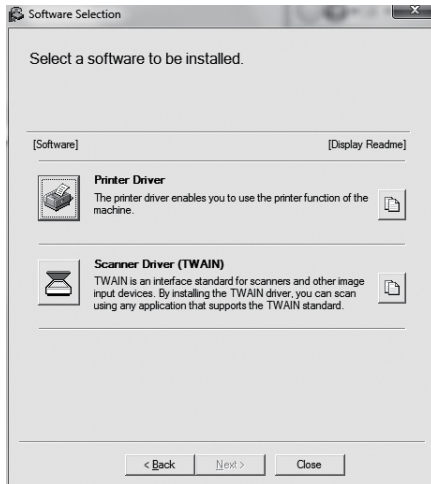 Software Selection
Select a software to be installed.
[Software] [Display Readme]
Printer Driver
The printer driver enables you to use the printer function of the
machine.
Scanner Driver (TWAIN)
TWAIN is an interface standard for scanners and other image
input devices. By installing the TWAIN driver, you can scan
using any application that supports the TWAIN standard.
< Back Next > Close